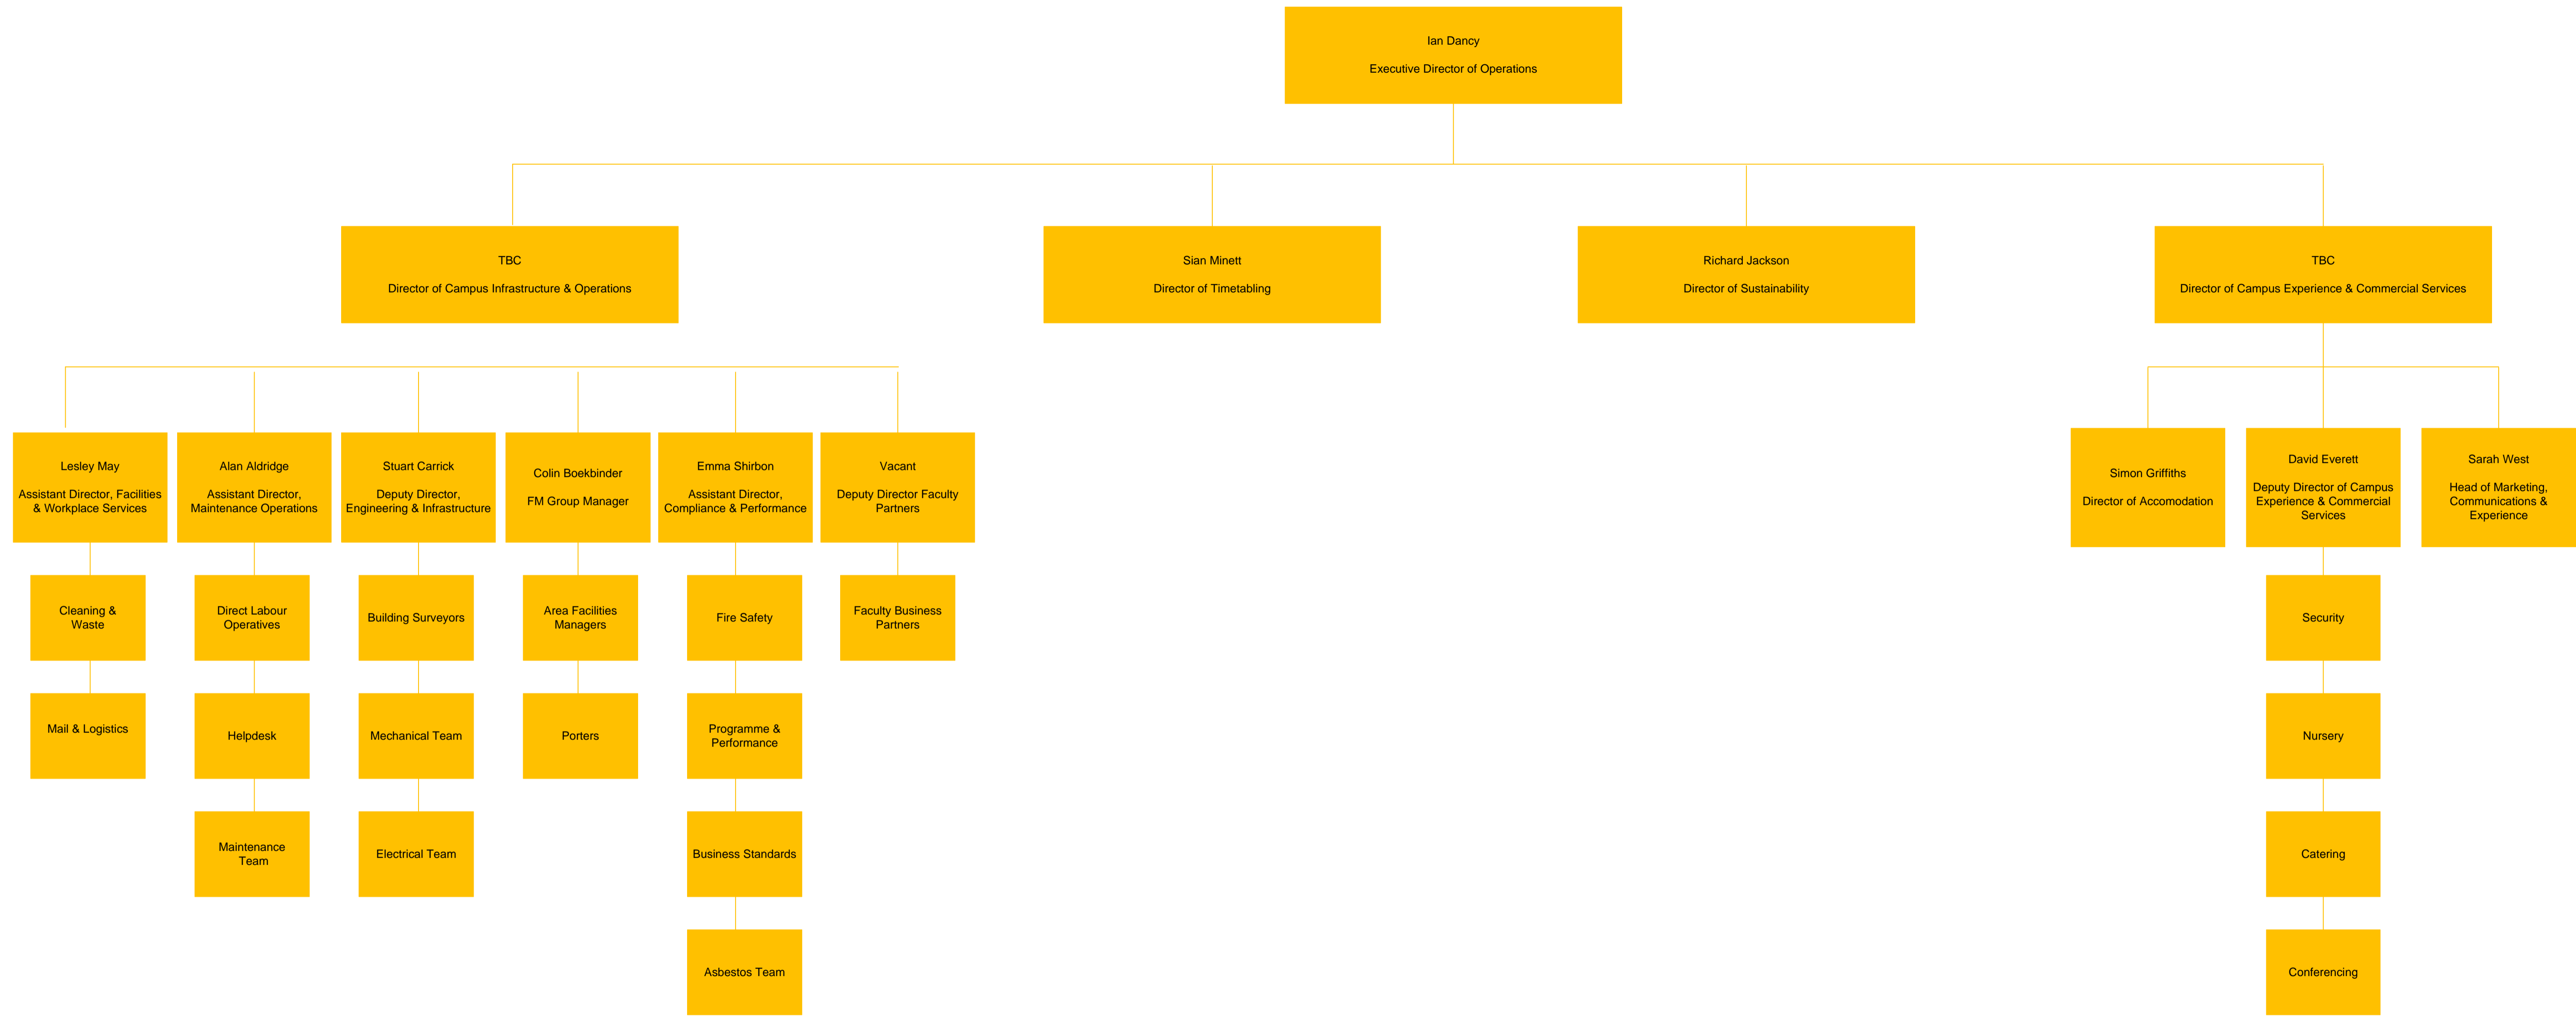 Ian Dancy
Executive Director of Operations
TBC
Director of Campus Infrastructure & Operations
Sian Minett
Director of Timetabling
Richard Jackson
Director of Sustainability
TBC
Director of Campus Experience & Commercial Services
Lesley May
Assistant Director, Facilities
& Workplace Services
Alan Aldridge
Assistant Director,
Maintenance Operations
Stuart Carrick
Deputy Director,
Engineering & Infrastructure
Colin Boekbinder
FM Group Manager
Emma Shirbon
Assistant Director,
Compliance & Performance
Vacant
Deputy Director Faculty
Partners
Simon Griffiths
Director of Accomodation
David Everett
Deputy Director of Campus
Experience & Commercial
Services
Sarah West
Head of Marketing,
Communications &
Experience
Cleaning &
Waste
Direct Labour
Operatives
Building Surveyors
Area Facilities
Managers
Fire Safety
Faculty Business
Partners
Security
Mail & Logistics
Helpdesk
Mechanical Team
Porters
Programme &
Performance
Nursery
Maintenance
Team
Electrical Team
Business Standards
Catering
Asbestos Team
Conferencing